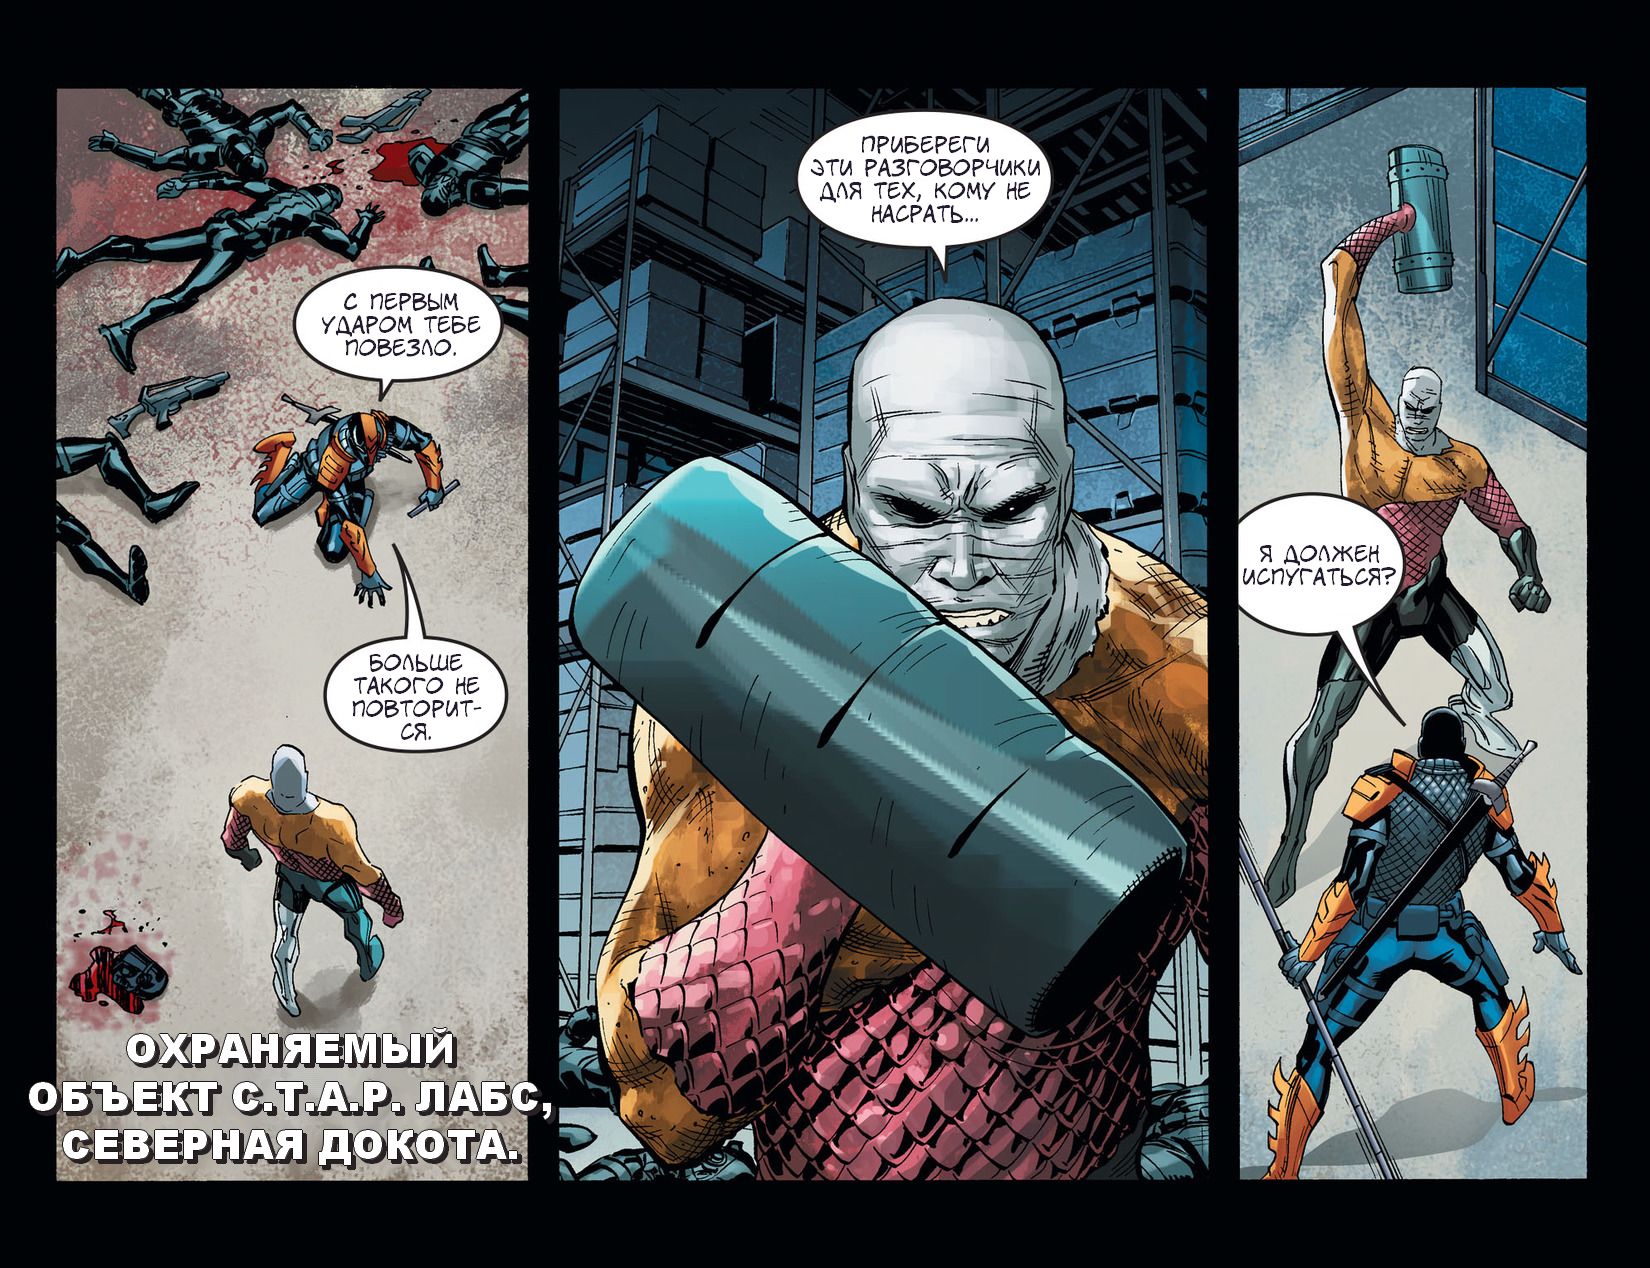 С ПЕРВЫМ
УДАРОМ ТЕБЕ
ПОВЕЗЛО.
БОЛЬШЕ
ТАКОГО НЕ
ПОВТОРИТ-
СЯ.
ОХРАНЯЕМЫЙ
ОБЪЕКТ С.Т.А.Р. ЛАБС,
СЕВЕРНАЯ ДОКОТА.
ПРИБЕРЕГИ
ЭТИ РАЗГОВОРЧИКИ
ДЛЯ ТЕХ, КОМУ НЕ
НАСРАТЬ...
Я ДОЛЖЕН
ИСПУГАТЬСЯ?